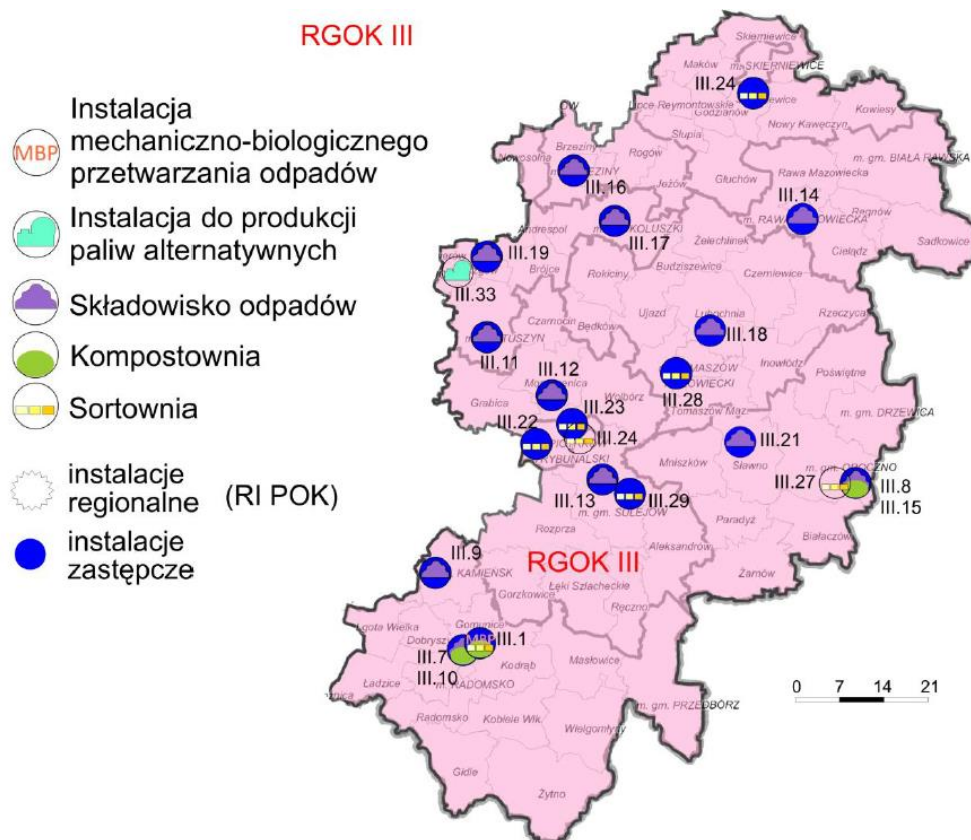 RGOK III
Instalacja
mechaniczno-biologicznego
przetwarzania odpadów
MBP
Instalacja do produkcji
paliw alternatywnych
Składowisko odpadów
Kompostownia
Sortownia
instalacje
regionalne (RI POK)
instalacje
zastępcze
Skierniewice
Maków
m. SKIERNIEWICE
III.24
Lipce Reymontowskie
Godzianów
Kowiesy
Nowy Kawęczyn
Słupia
Brzeziny
Rogów
Nowosolna
m. gm. BIAŁA RAWSKA
Głuchów
Rawa Mazowiecka
Jeżów
III.16
III.14
Regnów
Andrespol
KOLUSZKI
III.17
Żelechlinek
Sadkowice
Cielądz
III.19
Brójce
Rokiciny
Budziszewice
Czerniewice
III.33
Ujazd
Lubochnia
Rzeczyca
Czarnocin
Będków
III.18
TUSZYN
III.11
III.12
Inowłódz
Poświętne
Moszczenica
Wolbórz
III.28
Grabica
III.23
Tomaszów Maz.
m. gm. DRZEWICA
III.22
III.24
III.21
TRYBUNALSKI
Mniszków
Sławno
III.27
III.8
III.13
III.29
III.15
m. gm. SULEJÓW
Paradyż
Białaczów
Rozprza
Aleksandrów
III.9
RGOK III
KAMIEŃSK
Żarnów
Łęki Szlacheckie
Gorzkowice
Ręczno
Lgota Wielka
Gomunice
Dobryszyce
MBP
III.1
III.7
Kodrąb
Masłowice
III.10
Ładzice
m. RADOMSKO
m. gm. PRZEDBÓRZ
Radomsko
Kobiele Wlk.
Wielgomłyny
Gidle
Żytno
0 7 14 21